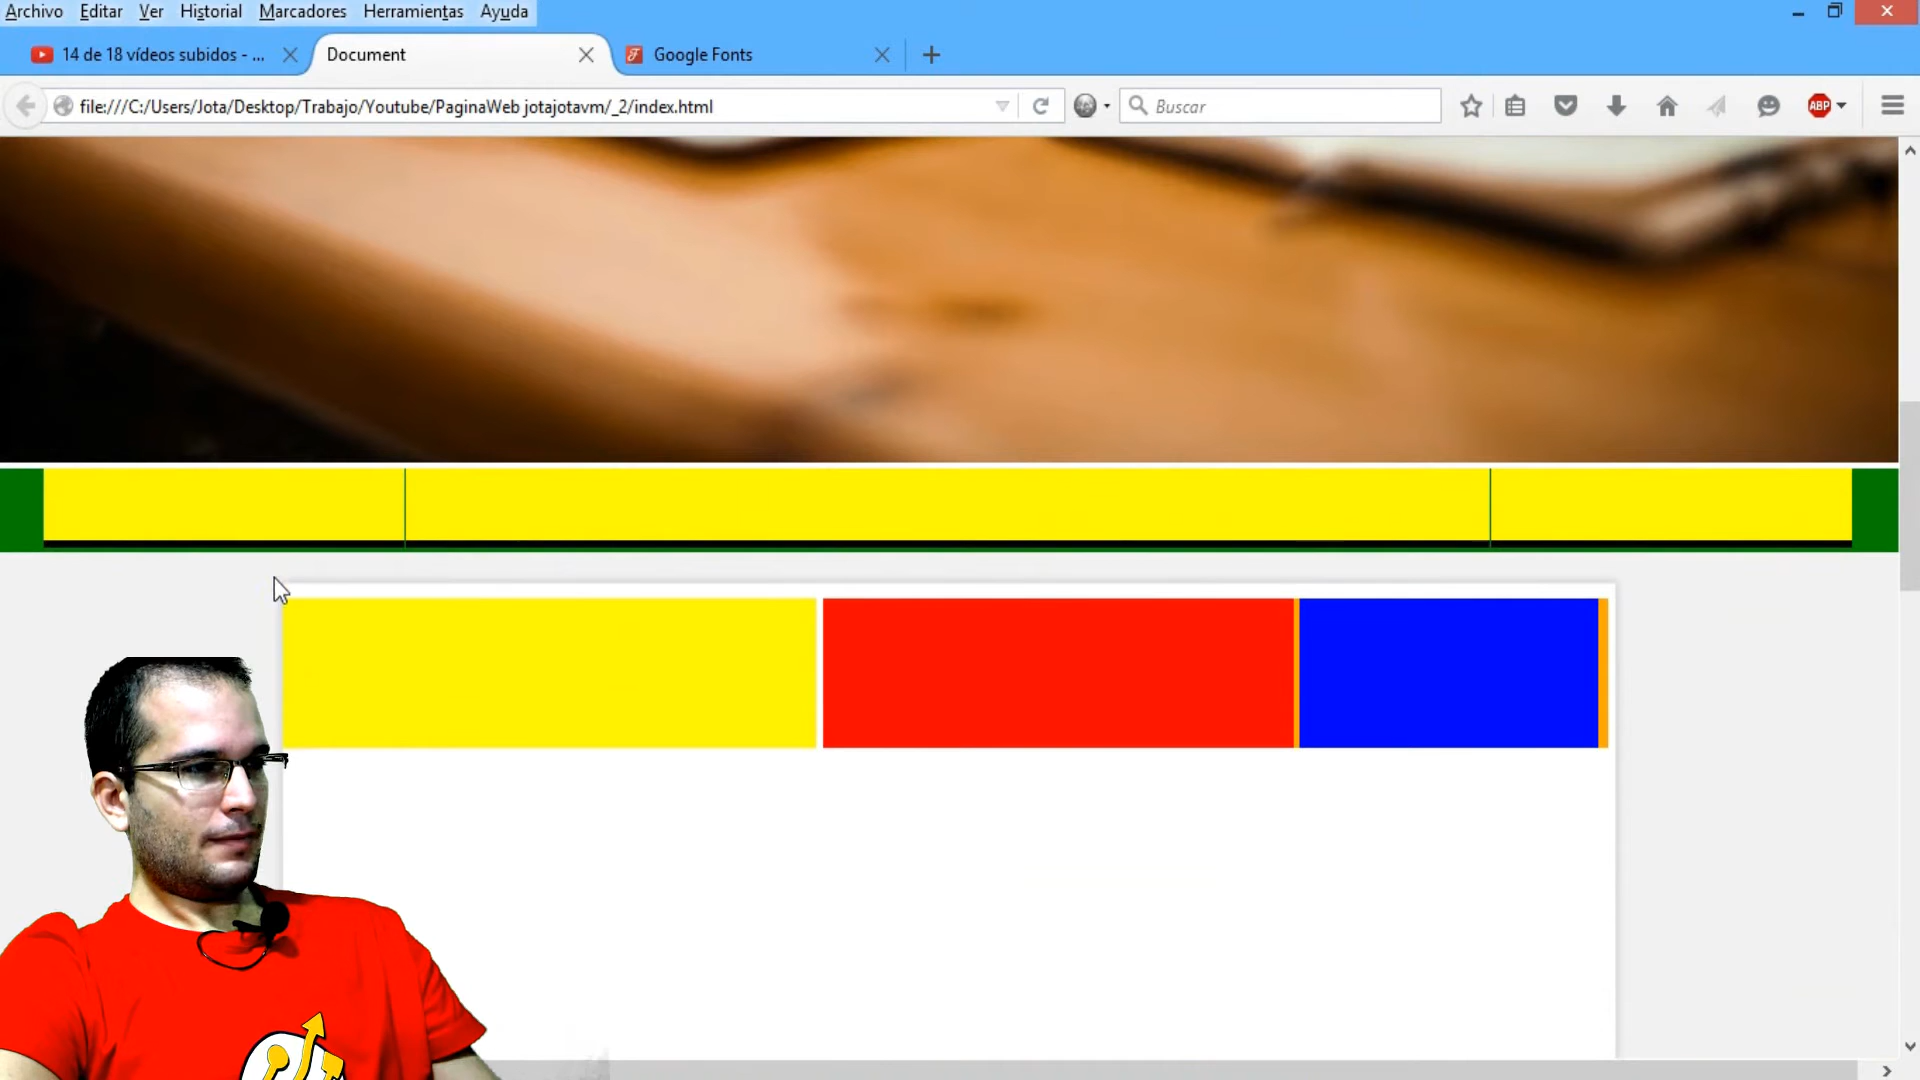 Archivo Editar Ver Historial Marcadores Herramientas Ayuda
14 de 18 vídeos subidos - ...
Document
Google Fonts
file:///C:/Users/Jota/Desktop/Trabajo/Youtube/PaginaWeb jotajotavm/_2/index.html
Buscar
ABP